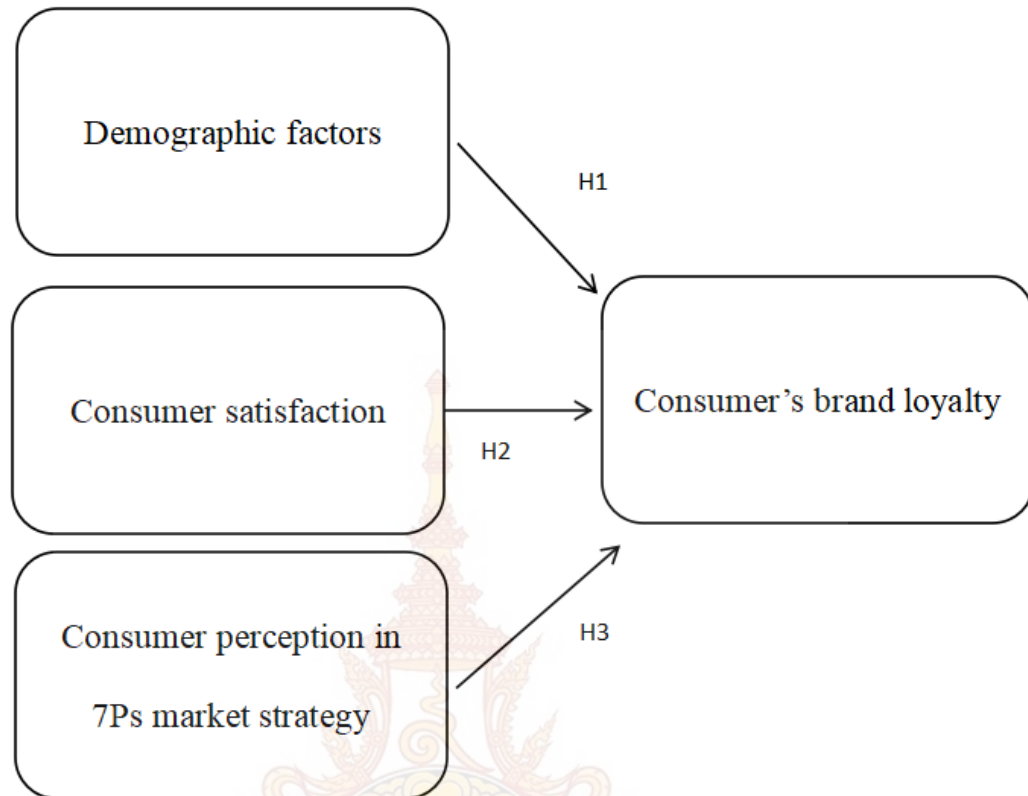 Demographic factors
H1
Consumer satisfaction
H2
Consumer’s brand loyalty
Consumer perception in
7Ps market strategy
H3